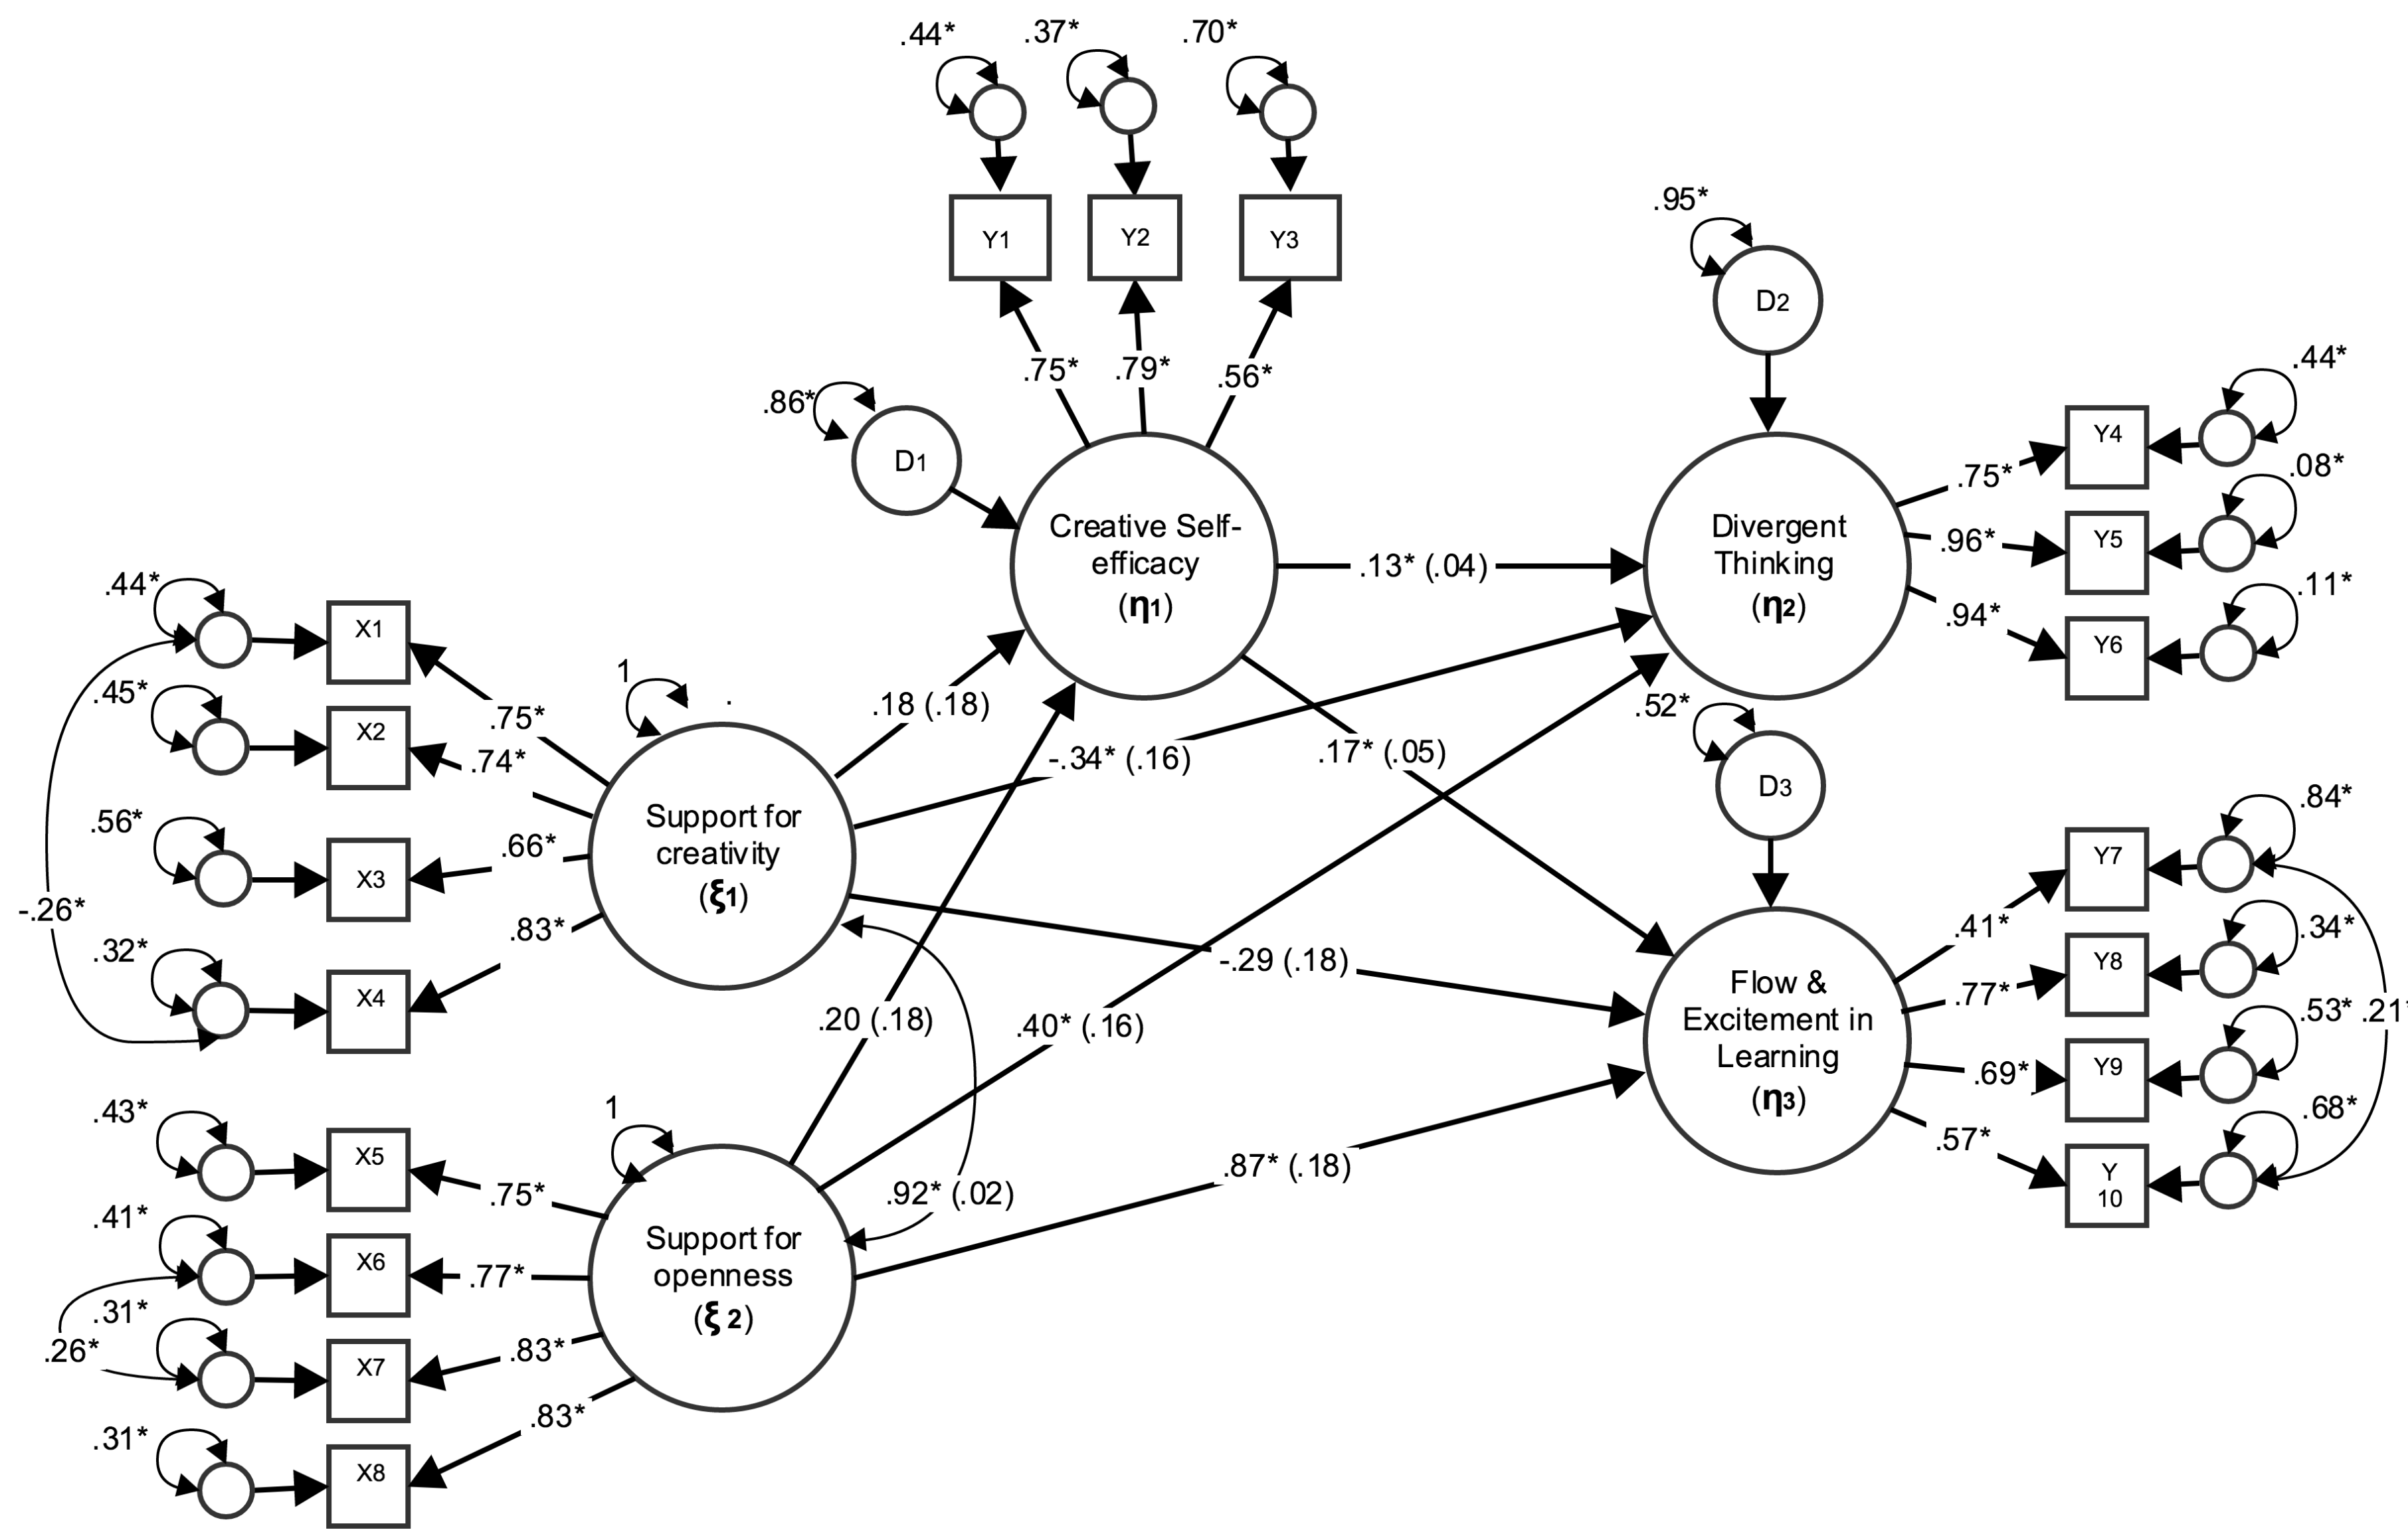 .44*
.37*
.70*
Y1
Y2
Y3
.95*
D2
.75*
.79*
.56*
.86*
D1
.44*
Y4
.75*
.08*
Y5
.96*
.11*
Y6
.94*
Creative Self-
efficacy
(η1)
.13* (.04)
Divergent
Thinking
(η2)
.44*
X1
.45*
X2
.56*
X3
-.26*
.32*
X4
.75*
.74*
.66*
.83*
1
.
Support for
creativity
(ξ1)
.18 (.18)
-.34* (.16)
.17* (.05)
.52*
D3
-.29 (.18)
.20 (.18)
.40* (.16)
.92* (.02)
.87* (.18)
Flow &
Excitement in
Learning
(η3)
.84*
Y7
.41*
.34*
Y8
.77*
.53*
.21*
Y9
.69*
.68*
Y
10
.57*
.43*
X5
.75*
.41*
X6
.77*
.31*
.26*
X7
.83*
.31*
X8
.83*
1
Support for
openness
(ξ 2)